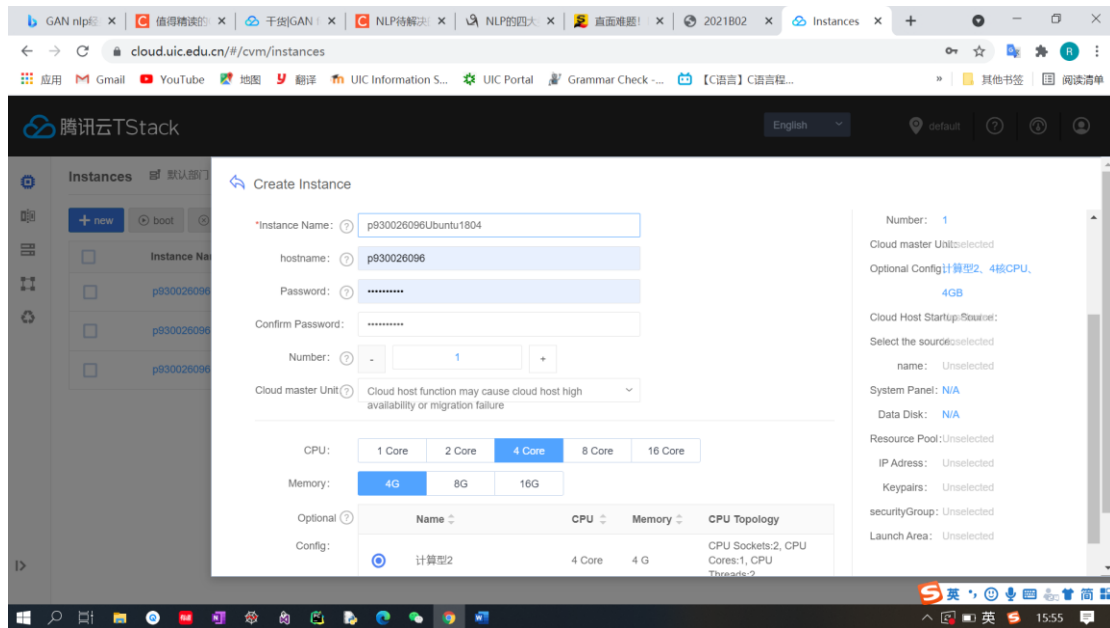 GAN nlp
值得精读的
干货|GAN
NLP待解决
NLP的四大
直面难题!
2021B02
Instances
cloud.uic.edu.cn/#/cvm/instances
R
应用 Gmail YouTube 地图 翻译 UIC Information S... UIC Portal Grammar Check -... 【C语言】C语言程... » 其他书签 阅读清单
腾讯云TStack
English
default
Instances 默认部门
+ new boot
Instance Na
p930026096
p930026096
p930026096
Create Instance
*Instance Name: p930026096Ubuntu1804
hostname: p930026096
Password: ••••••••••
Confirm Password: ••••••••••
Number: - 1 +
Cloud master Unit: Cloud host function may cause cloud host high
availability or migration failure
CPU: 1 Core 2 Core 4 Core 8 Core 16 Core
Memory: 4G 8G 16G
Optional
Config:
Name CPU Memory CPU Topology
计算型2 4 Core 4 G
CPU Sockets:2, CPU
Cores:1, CPU
Threads:2
Number: 1
Cloud master Unit: Unselected
Optional Config 计算型2、4核CPU、
4GB
Cloud Host Startup Source:
Select the source: Unselected
name: Unselected
System Panel: N/A
Data Disk: N/A
Resource Pool: Unselected
IP Adress: Unselected
Keypairs: Unselected
securityGroup: Unselected
Launch Area: Unselected
英 简
英 15:55